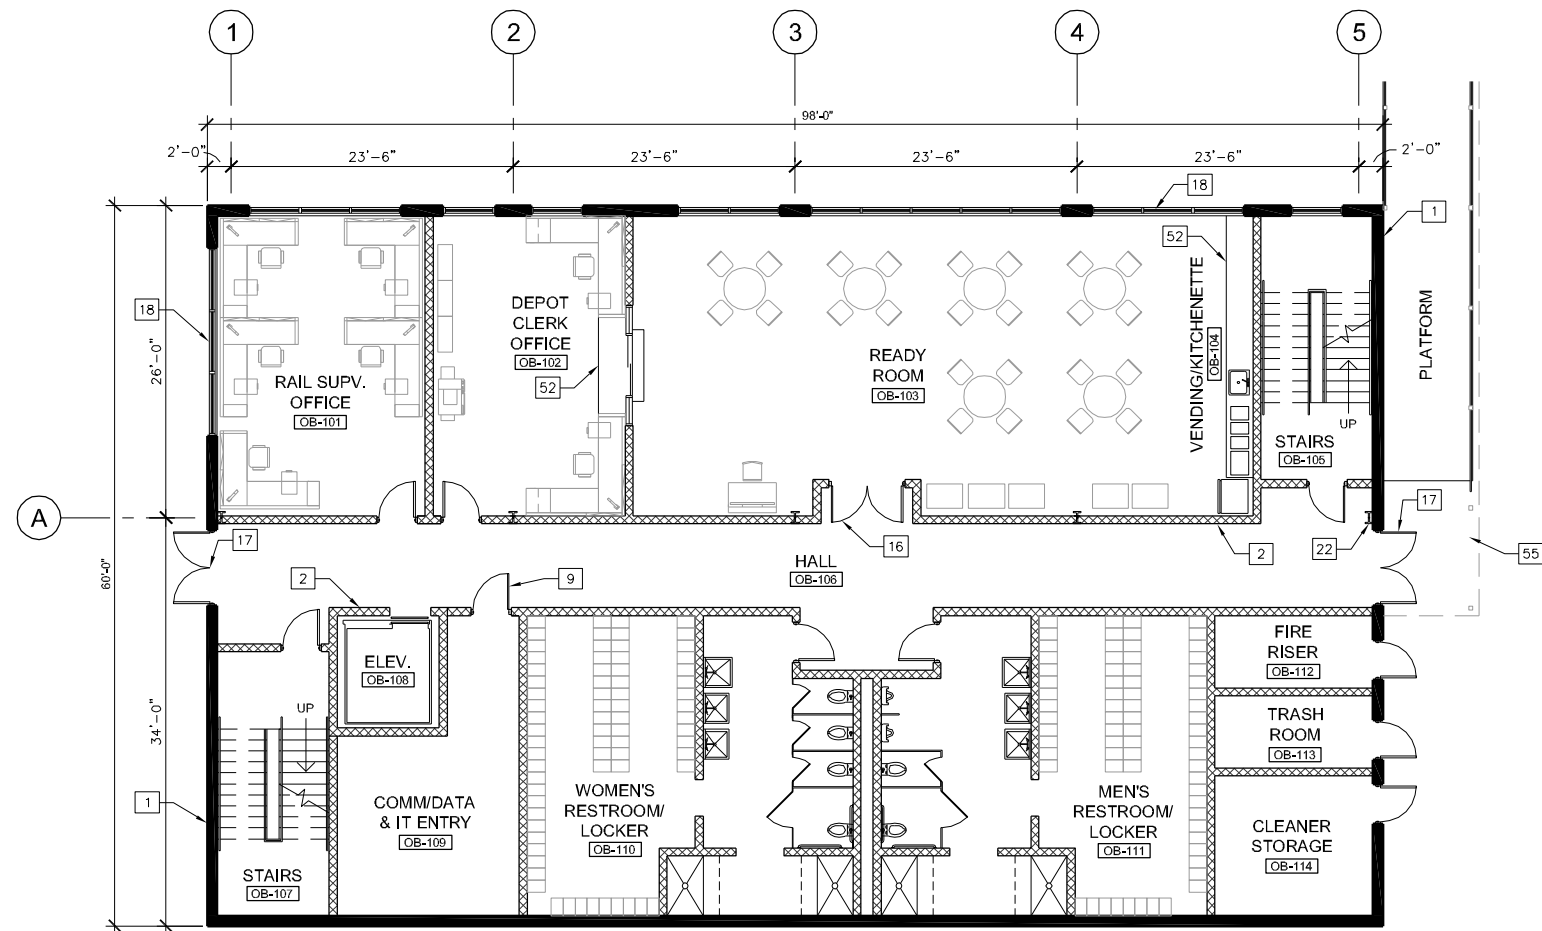 1
2
3
4
5
98'-0"
2'-0"
23'-6"
23'-6"
23'-6"
23'-6"
2'-0"
18
1
52
18
DEPOT
CLERK
OFFICE
OB-102
52
RAIL SUPV.
OFFICE
OB-101
READY
ROOM
OB-103
VENDING/KITCHENETTE
OB-104
PLATFORM
UP
STAIRS
OB-105
26'-0"
60'-0"
34'-0"
A
17
16
2
22
17
55
HALL
OB-106
2
9
ELEV.
OB-108
UP
FIRE
RISER
OB-112
TRASH
ROOM
OB-113
1
COMM/DATA
& IT ENTRY
OB-109
WOMEN'S
RESTROOM/
LOCKER
OB-110
MEN'S
RESTROOM/
LOCKER
OB-111
CLEANER
STORAGE
OB-114
STAIRS
OB-107